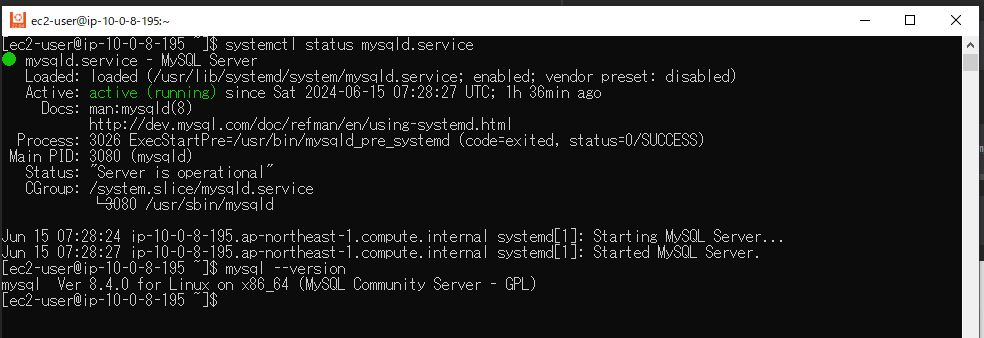 ec2-user@ip-10-0-8-195:~
[ec2-user@ip-10-0-8-195 ~]$ systemctl status mysqld.service
● mysqld.service - MySQL Server
   Loaded: loaded (/usr/lib/systemd/system/mysqld.service; enabled; vendor preset: disabled)
   Active: active (running) since Sat 2024-06-15 07:28:27 UTC; 1h 36min ago
     Docs: man:mysqld(8)
           http://dev.mysql.com/doc/refman/en/using-systemd.html
  Process: 3026 ExecStartPre=/usr/bin/mysqld_pre_systemd (code=exited, status=0/SUCCESS)
 Main PID: 3080 (mysqld)
   Status: "Server is operational"
   CGroup: /system.slice/mysqld.service
           └─3080 /usr/sbin/mysqld
Jun 15 07:28:24 ip-10-0-8-195.ap-northeast-1.compute.internal systemd[1]: Starting MySQL Server...
Jun 15 07:28:27 ip-10-0-8-195.ap-northeast-1.compute.internal systemd[1]: Started MySQL Server.
[ec2-user@ip-10-0-8-195 ~]$ mysql --version
mysql  Ver 8.4.0 for Linux on x86_64 (MySQL Community Server - GPL)
[ec2-user@ip-10-0-8-195 ~]$